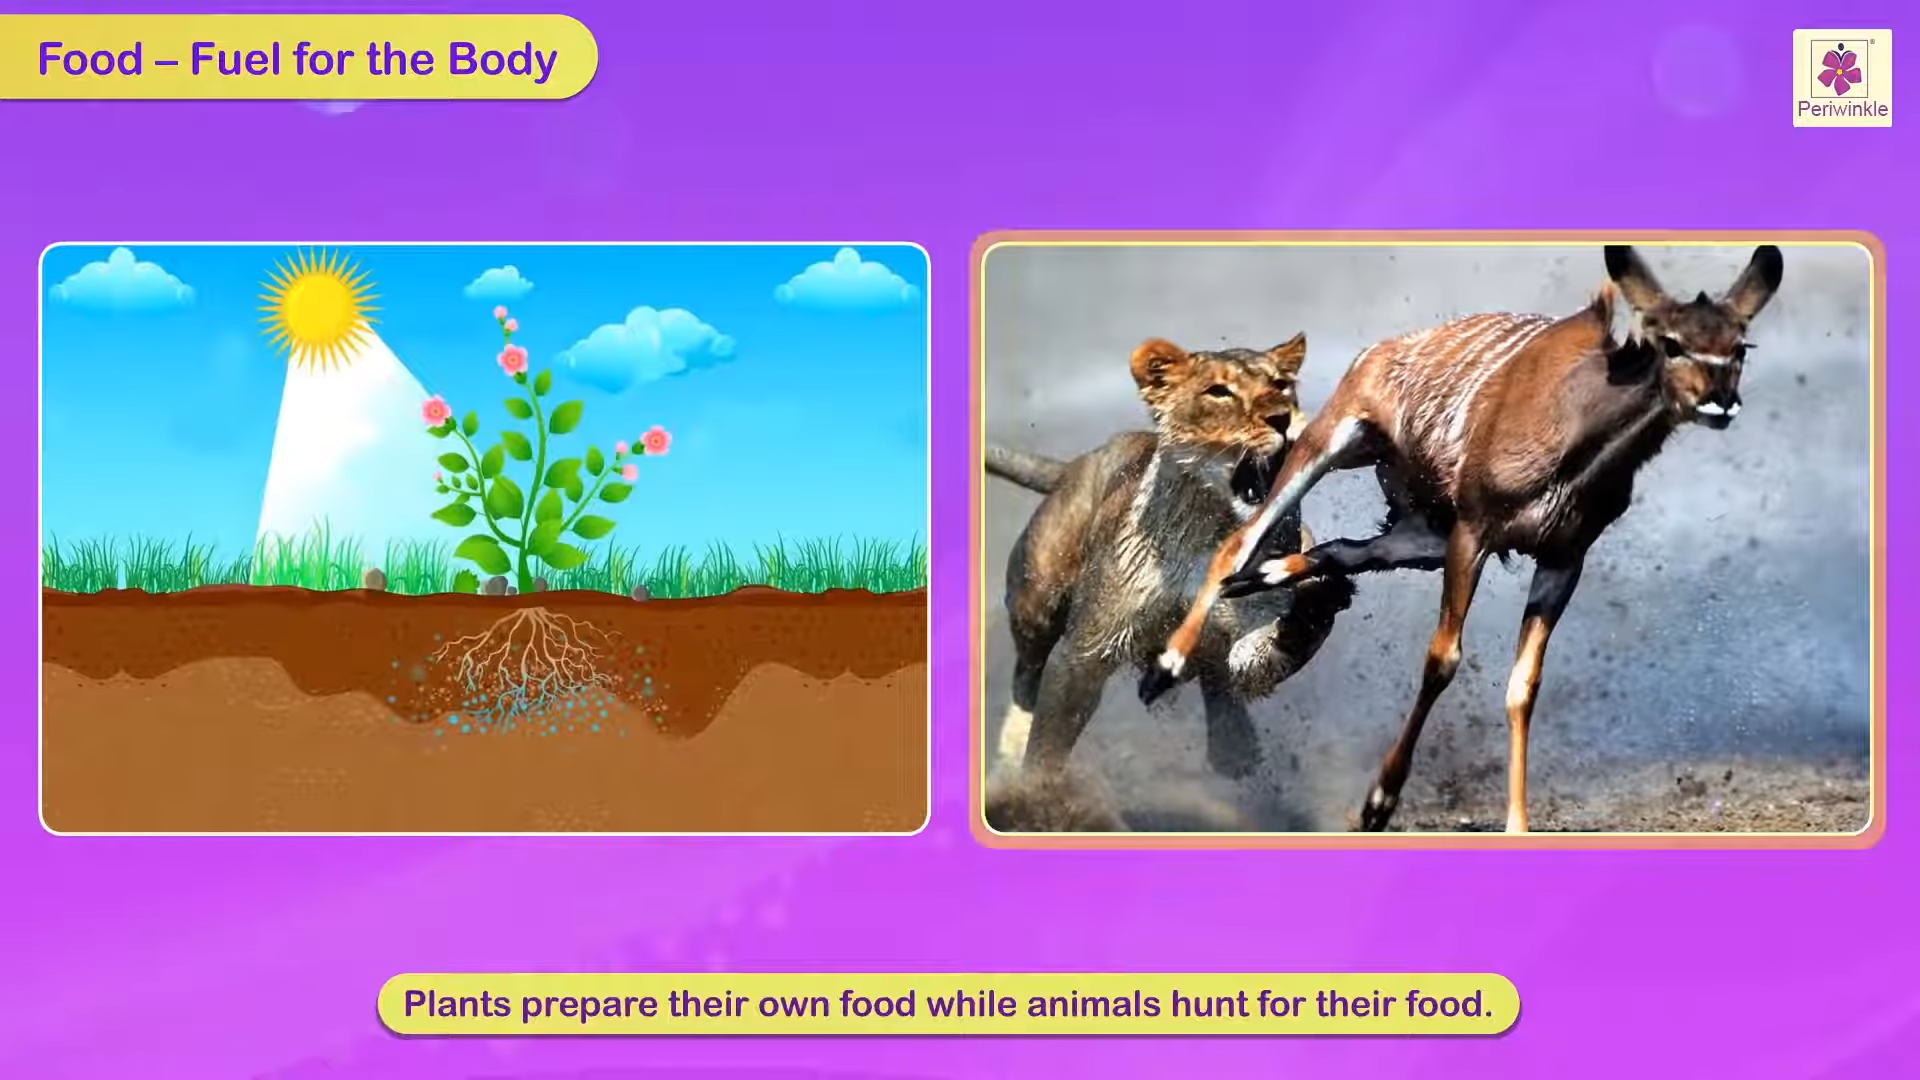 Food – Fuel for the Body
Periwinkle
Plants prepare their own food while animals hunt for their food.